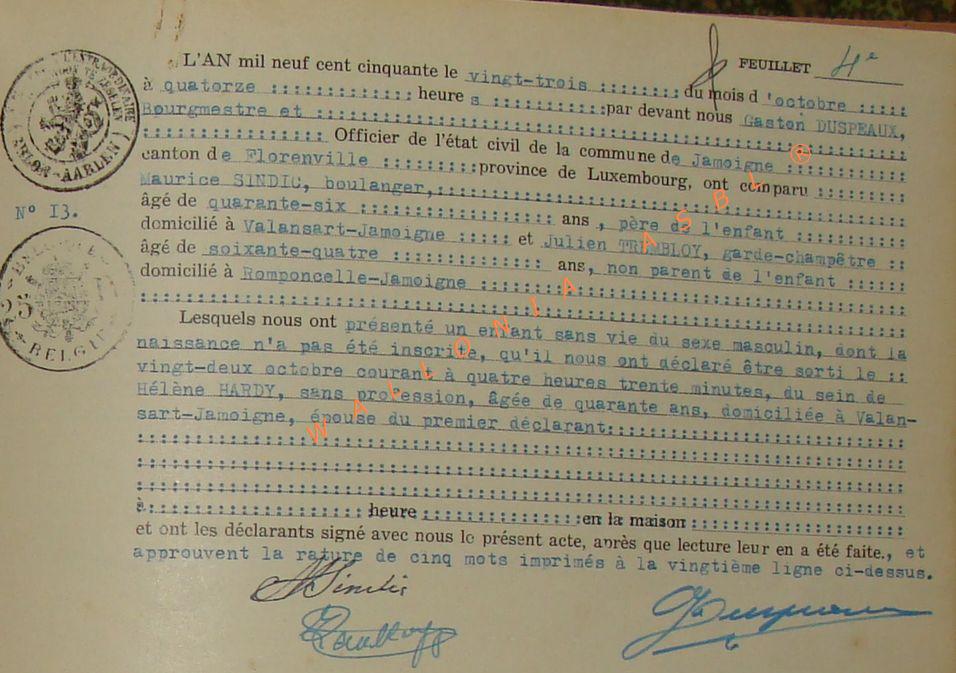 FEUILLET 4e
L'AN mil neuf cent cinquante le vingt-trois :::::::: du mois d'octobre :::::
à quatorze ::::::::::::: heures :::::::::: par devant nous Gaston DUSPEAUX,
Bourgmestre et ::::::::::::::::::::::::::::::::::::::::::::::::
:::::::::::::::::: Officier de l'état civil de la commune de Jamoigne ::::::::::::
canton de Florenville ::::::::: province de Luxembourg, ont comparu ::::::::
Maurice SINDIC, boulanger,::::::::::::::::::::::::::::::::::::::::
âgé de quarante-six :::::::::::::::::: ans, père de l'enfant ::::::::::
domicilié à Valansart-Jamoigne ::::: et Julien TREMBLOY, garde-champêtre ::
âgé de soixante-quatre ::::::::::::::: ans, non parent de l'enfant ::::::
domicilié à Romponcelle-Jamoigne ::::::::::::::::::::::::::::::::::::
::::::::::::::::::::::::::::::::::::::::::::::::::::::::::::::::
Lesquels nous ont présenté un enfant sans vie du sexe masculin, dont la
naissance n'a pas été inscrite, qu'il nous ont déclaré être sorti le ::
vingt-deux octobre courant à quatre heures trente minutes, du sein de
Hélène HARDY, sans profession, âgée de quarante ans, domiciliée à Valan-
sart-Jamoigne, épouse du premier déclarant::::::::::::::::::::::::::
::::::::::::::::::::::::::::::::::::::::::::::::::::::::::::::::
::::::::::::::::::::::::::::::::::::::::::::::::::::::::::::::::
::::::::::::::::::::::::::::::::::::::::::::::::::::::::::::::::
à::::::::::::::::::: heure ::::::::::::::: en la maison ::::::::::::::::::
et ont les déclarants signé avec nous le présent acte, après que lecture leur en a été faite., et
approuvent la rature de cinq mots imprimés à la vingtième ligne ci-dessus.
N° 13.
ARLON-AARLEN
BELGIQUE
25
BELGIE
WALLONIA ASBL ®